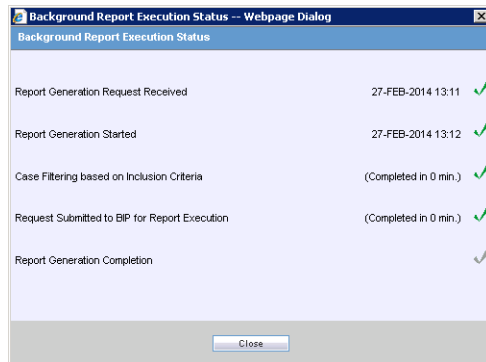 Background Report Execution Status -- Webpage Dialog
Background Report Execution Status
Report Generation Request Received 27-FEB-2014 13:11
Report Generation Started 27-FEB-2014 13:12
Case Filtering based on Inclusion Criteria (Completed in 0 min.)
Request Submitted to BIP for Report Execution (Completed in 0 min.)
Report Generation Completion
Close